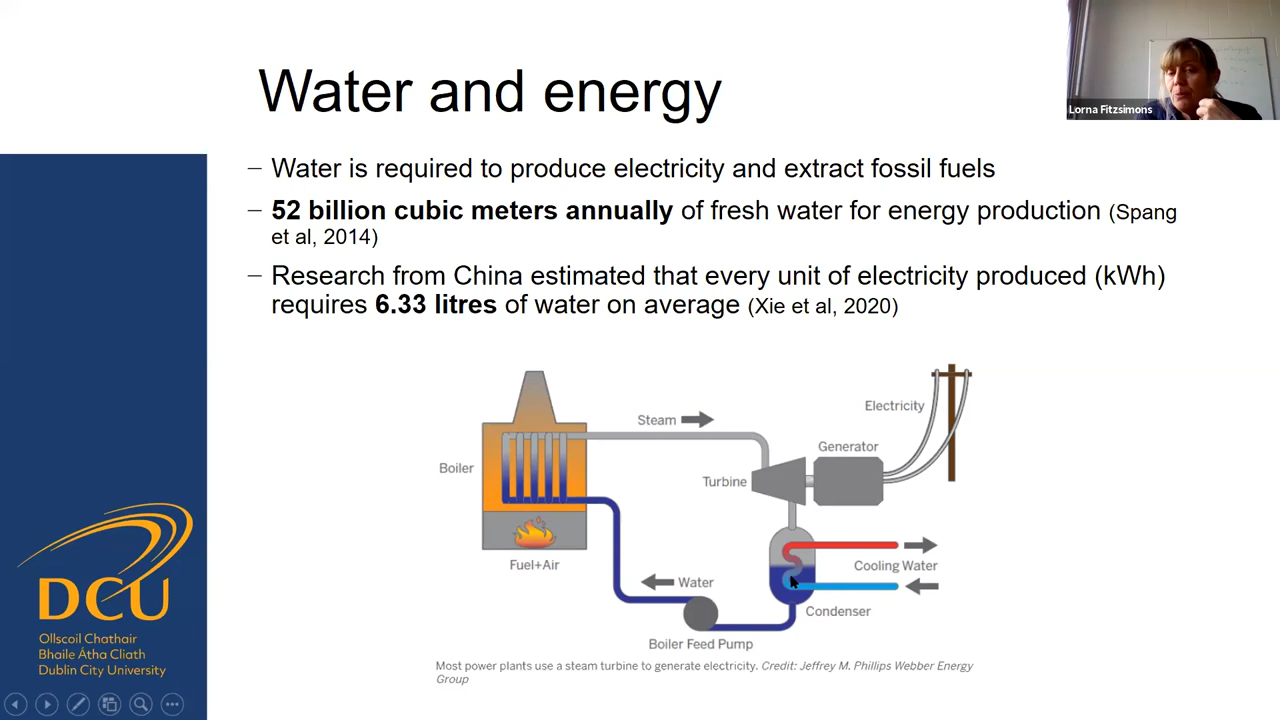 Water and energy
Lorna Fitzsimons
– Water is required to produce electricity and extract fossil fuels
– 52 billion cubic meters annually of fresh water for energy production (Spang
et al, 2014)
– Research from China estimated that every unit of electricity produced (kWh)
requires 6.33 litres of water on average (Xie et al, 2020)
Electricity
Steam
Generator
Boiler
Turbine
Fuel+Air
Cooling Water
Water
Condenser
Boiler Feed Pump
Most power plants use a steam turbine to generate electricity. Credit: Jeffrey M. Phillips Webber Energy
Group
DCU
Ollscoil Chathair
Bhaile Átha Cliath
Dublin City University